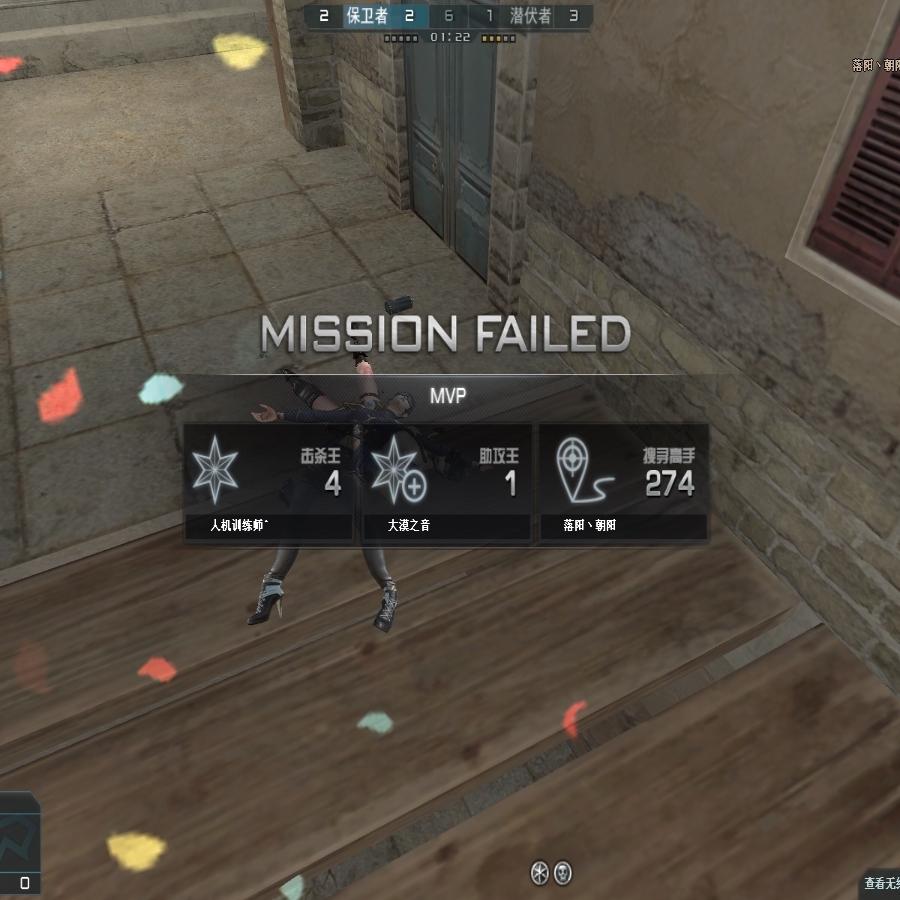 2 保卫者 2 6 1 潜伏者 3
01:22
落阳丶朝阳
MISSION FAILED
MVP
击杀王 助攻王 搜寻高手
4 1 274
人机训练师^ 大漠之音 落阳丶朝阳
0
查看无